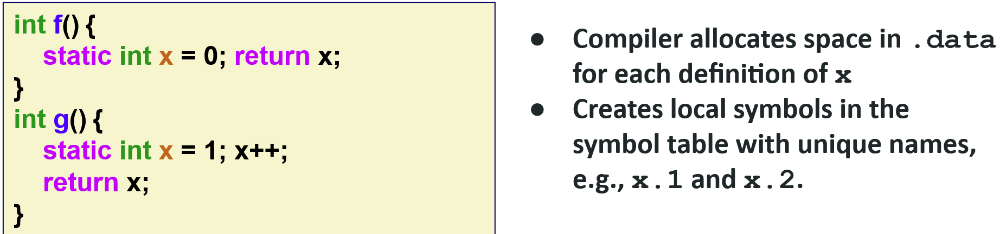 int f() {
static int x = 0; return x;
}
int g() {
static int x = 1; x++;
return x;
}
● Compiler allocates space in .data
for each definition of x
● Creates local symbols in the
symbol table with unique names,
e.g., x.1 and x.2.